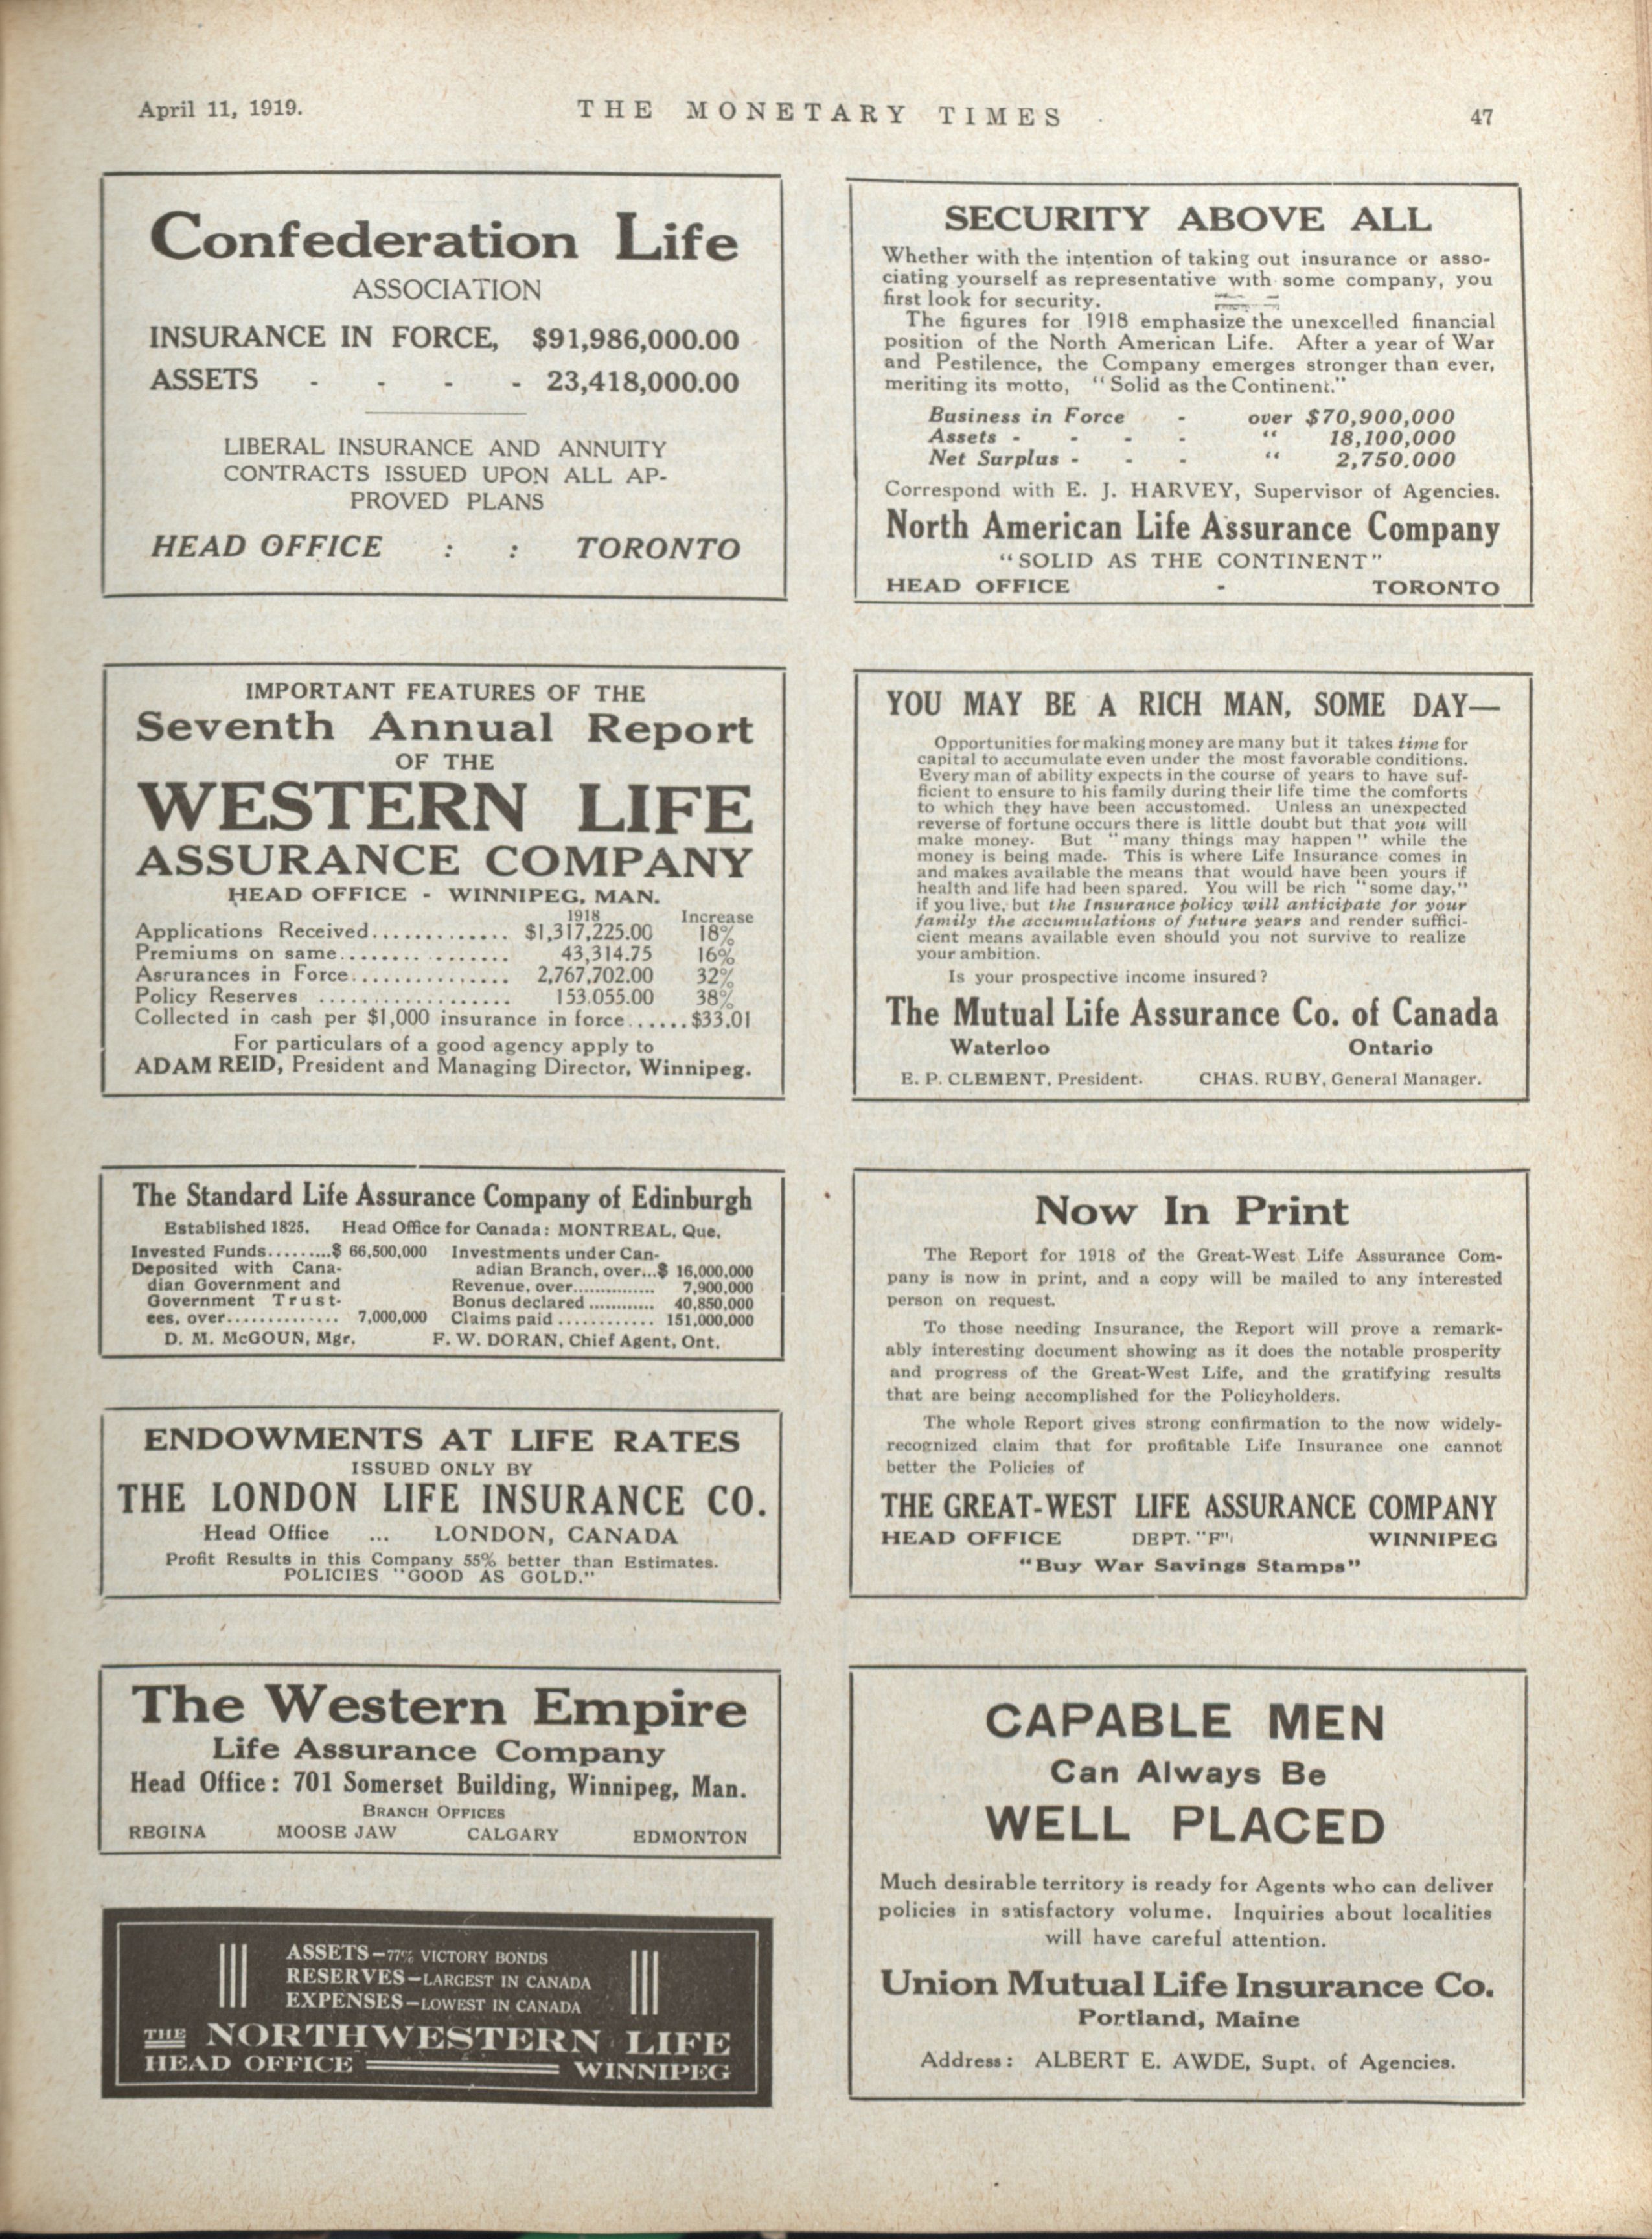 April 11, 1919.
THE MONETARY TIMES
47
Confederation Life
ASSOCIATION
INSURANCE IN FORCE, $91,986,000.00
ASSETS - - - - 23,418,000.00
LIBERAL INSURANCE AND ANNUITY
CONTRACTS ISSUED UPON ALL AP-
PROVED PLANS
HEAD OFFICE : : TORONTO
IMPORTANT FEATURES OF THE
Seventh Annual Report
OF THE
WESTERN LIFE
ASSURANCE COMPANY
HEAD OFFICE - WINNIPEG, MAN.
1918 Increase
Applications Received............. $1,317,225.00 18%
Premiums on same................ 43,314.75 16%
Assurances in Force............... 2,767,702.00 32%
Policy Reserves .................. 153,055.00 38%
Collected in cash per $1,000 insurance in force......$33.01
For particulars of a good agency apply to
ADAM REID, President and Managing Director, Winnipeg.
The Standard Life Assurance Company of Edinburgh
Established 1825. Head Office for Canada: MONTREAL, Que.
Invested Funds.........$ 66,500,000
Deposited with Cana-
dian Government and
Government Trust-
ees, over.............. 7,000,000
Investments under Can-
adian Branch, over...$ 16,000,000
Revenue, over............... 7,900,000
Bonus declared ............ 40,850,000
Claims paid ............ 151,000,000
D. M. McGOUN, Mgr. F. W. DORAN, Chief Agent, Ont.
ENDOWMENTS AT LIFE RATES
ISSUED ONLY BY
THE LONDON LIFE INSURANCE CO.
Head Office ... LONDON, CANADA
Profit Results in this Company 55% better than Estimates.
POLICIES "GOOD AS GOLD."
The Western Empire
Life Assurance Company
Head Office: 701 Somerset Building, Winnipeg, Man.
BRANCH OFFICES
REGINA MOOSE JAW CALGARY EDMONTON
ASSETS—77% VICTORY BONDS
RESERVES—LARGEST IN CANADA
EXPENSES—LOWEST IN CANADA
THE NORTHWESTERN LIFE
HEAD OFFICE WINNIPEG
SECURITY ABOVE ALL
Whether with the intention of taking out insurance or asso-
ciating yourself as representative with some company, you
first look for security.
The figures for 1918 emphasize the unexcelled financial
position of the North American Life. After a year of War
and Pestilence, the Company emerges stronger than ever,
meriting its motto, "Solid as the Continent."
Business in Force - over $70,900,000
Assets - - - - " 18,100,000
Net Surplus - - - " 2,750,000
Correspond with E. J. HARVEY, Supervisor of Agencies.
North American Life Assurance Company
"SOLID AS THE CONTINENT"
HEAD OFFICE - TORONTO
YOU MAY BE A RICH MAN, SOME DAY—
Opportunities for making money are many but it takes time for
capital to accumulate even under the most favorable conditions.
Every man of ability expects in the course of years to have suf-
ficient to ensure to his family during their life time the comforts
to which they have been accustomed. Unless an unexpected
reverse of fortune occurs there is little doubt but that you will
make money. But "many things may happen" while the
money is being made. This is where Life Insurance comes in
and makes available the means that would have been yours if
health and life had been spared. You will be rich "some day,"
if you live, but the Insurance policy will anticipate for your
family the accumulations of future years and render suffici-
cient means available even should you not survive to realize
your ambition.
Is your prospective income insured?
The Mutual Life Assurance Co. of Canada
Waterloo Ontario
E. P. CLEMENT, President. CHAS. RUBY, General Manager.
Now In Print
The Report for 1918 of the Great-West Life Assurance Com-
pany is now in print, and a copy will be mailed to any interested
person on request.
To those needing Insurance, the Report will prove a remark-
ably interesting document showing as it does the notable prosperity
and progress of the Great-West Life, and the gratifying results
that are being accomplished for the Policyholders.
The whole Report gives strong confirmation to the now widely-
recognized claim that for profitable Life Insurance one cannot
better the Policies of
THE GREAT-WEST LIFE ASSURANCE COMPANY
HEAD OFFICE DEPT. "F" WINNIPEG
"Buy War Savings Stamps"
CAPABLE MEN
Can Always Be
WELL PLACED
Much desirable territory is ready for Agents who can deliver
policies in satisfactory volume. Inquiries about localities
will have careful attention.
Union Mutual Life Insurance Co.
Portland, Maine
Address: ALBERT E. AWDE, Supt. of Agencies.